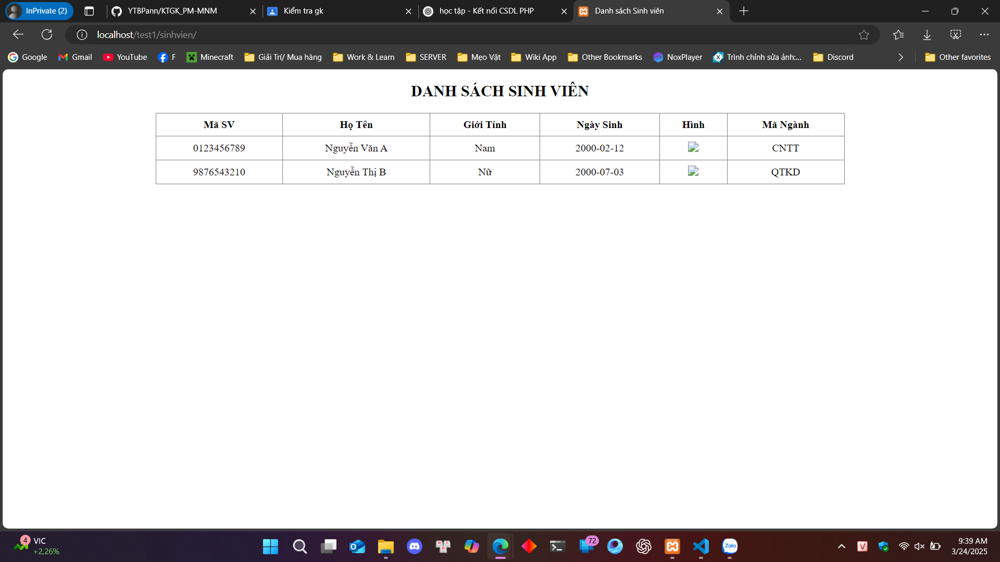 InPrivate (2)
YTBPann/KTGK_PM-MNM
Kiểm tra gk
học tập - Kết nối CSDL PHP
Danh sách Sinh viên
localhost/test1/sinhvien/
Google
Gmail
YouTube
F
Minecraft
Giải Trí/ Mua hàng
Work & Learn
SERVER
Mẹo Vặt
Wiki App
Other Bookmarks
NoxPlayer
Trình chỉnh sửa ảnh:...
Discord
Other favorites
DANH SÁCH SINH VIÊN
Mã SV Họ Tên Giới Tính Ngày Sinh Hình Mã Ngành
0123456789 Nguyễn Văn A Nam 2000-02-12 CNTT
9876543210 Nguyễn Thị B Nữ 2000-07-03 QTKD
4
VIC
+2,26%
72
Zalo
V
9:39 AM
3/24/2025